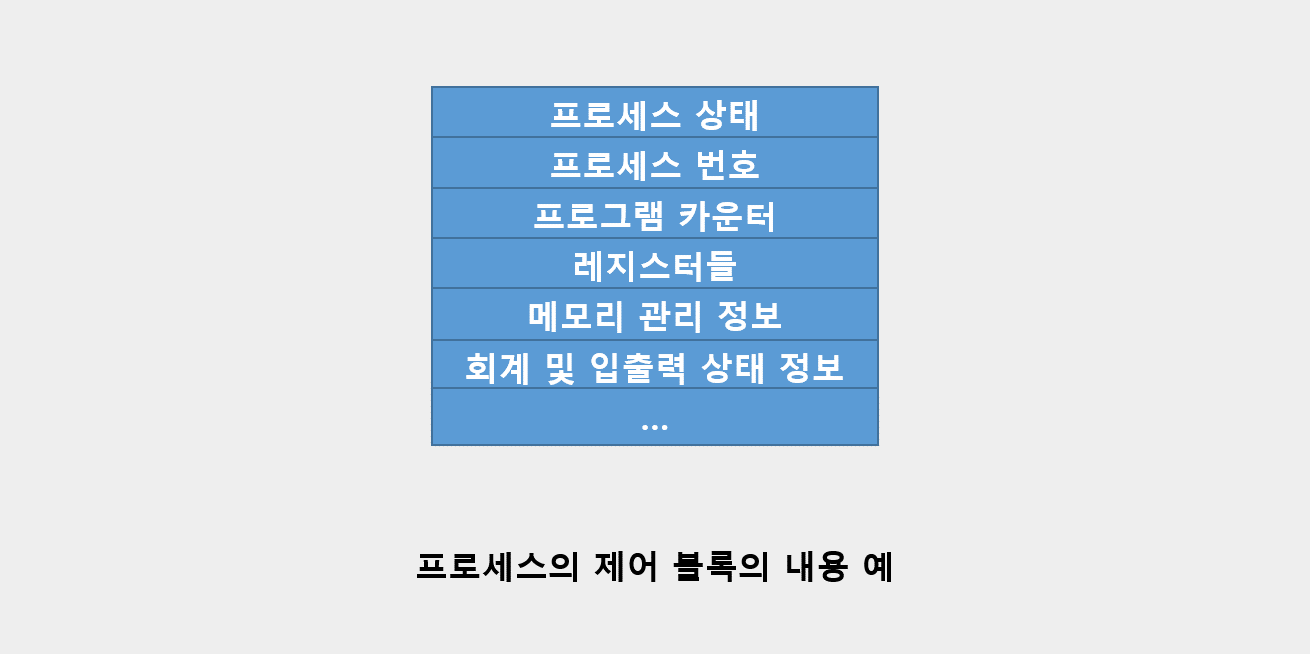 프로세스 상태
프로세스 번호
프로그램 카운터
레지스터들
메모리 관리 정보
회계 및 입출력 상태 정보
...
프로세스의 제어 블록의 내용 예